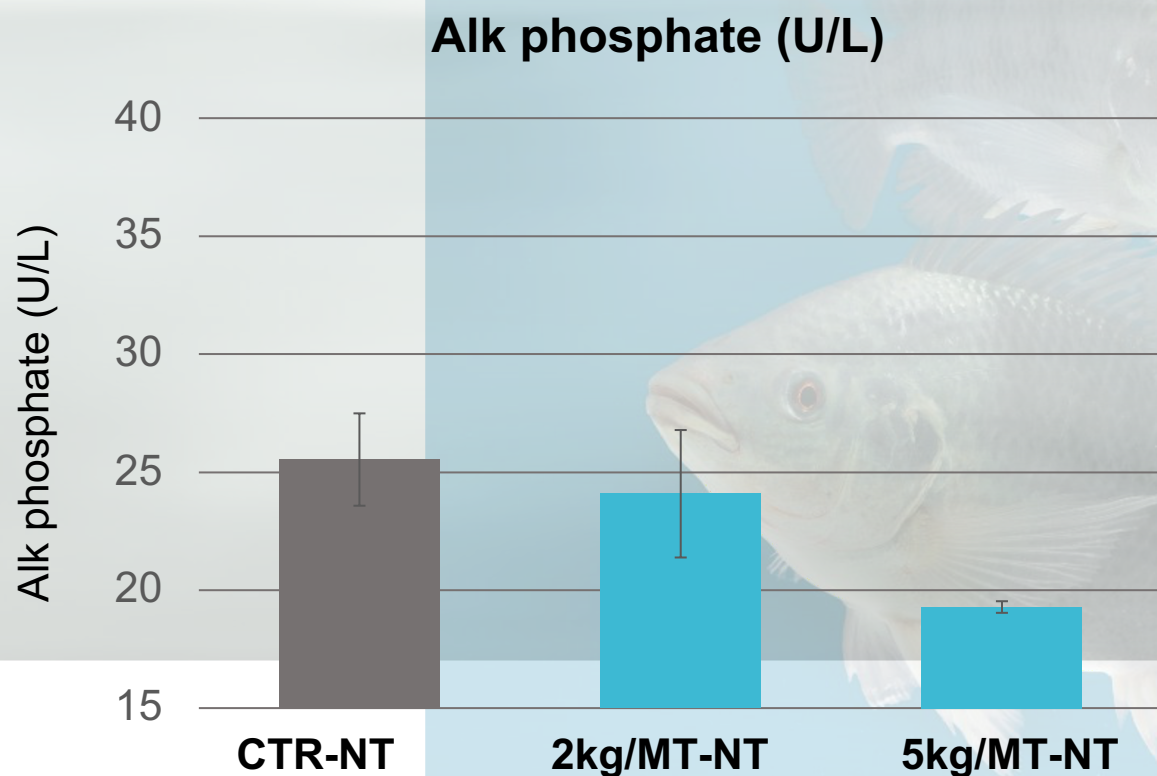 Alk phosphate (U/L)
Alk phosphate (U/L)
40
35
30
25
20
15
CTR-NT
2kg/MT-NT
5kg/MT-NT